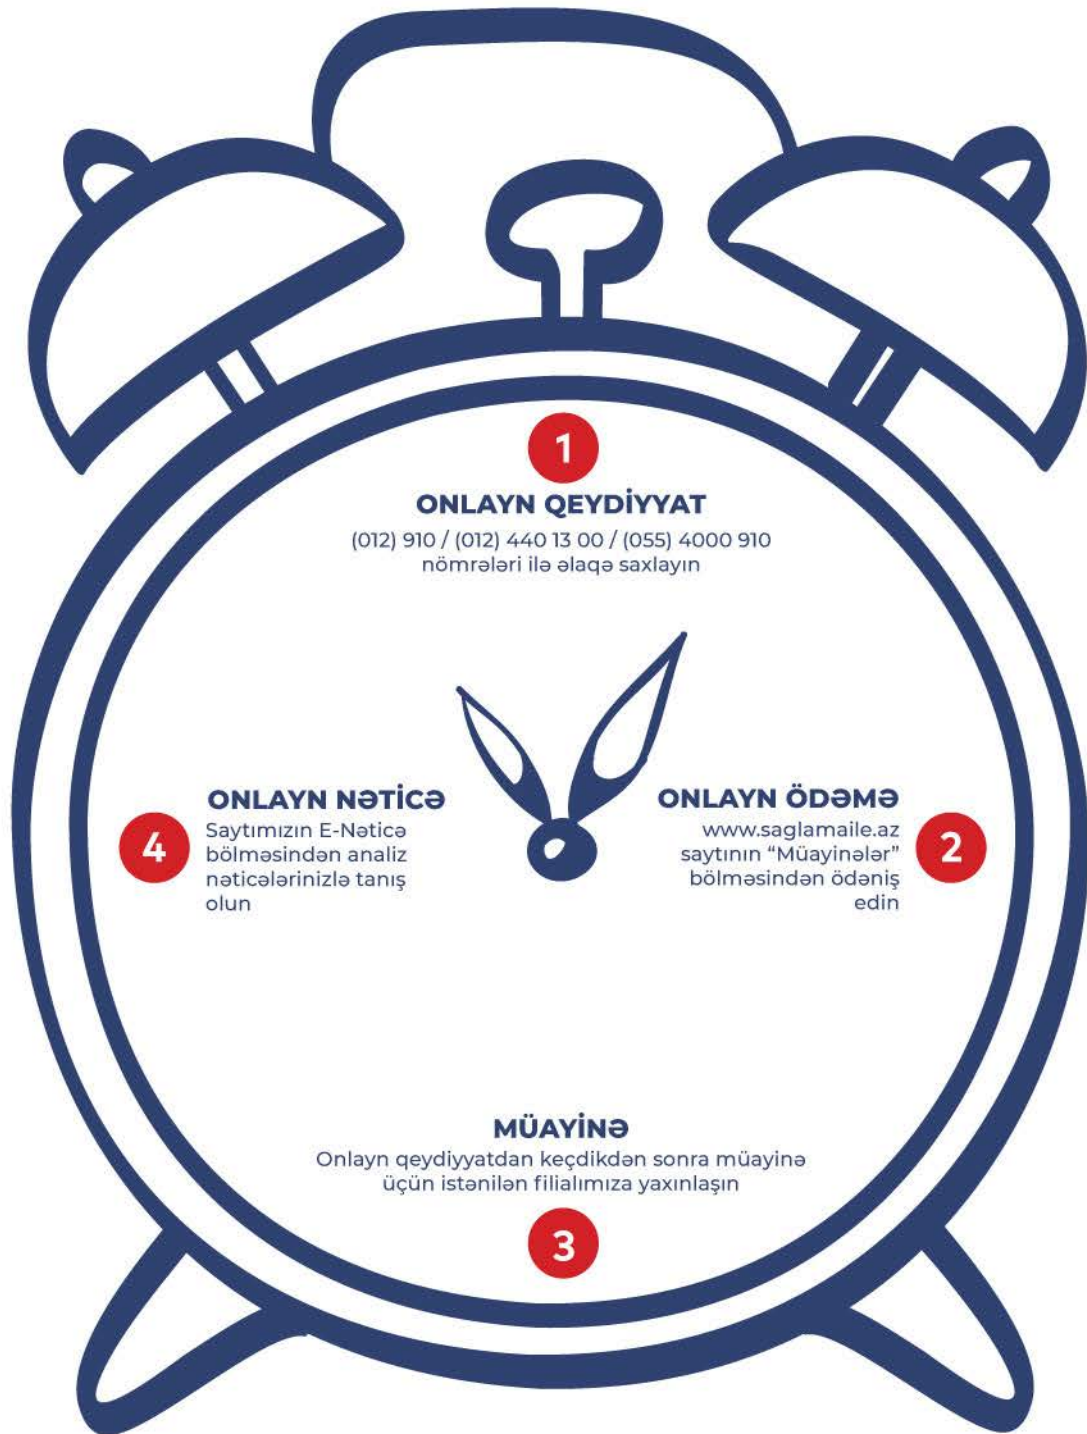 1
ONLAYN QEYDİYYAT
(012) 910 / (012) 440 13 00 / (055) 4000 910
nömrələri ilə əlaqə saxlayın
ONLAYN ÖDƏMƏ
www.saglamaile.az
saytının “Müayinələr”
bölməsindən ödəniş
edin
2
MÜAYİNƏ
Onlayn qeydiyyatdan keçdikdən sonra müayinə
üçün istənilən filialımıza yaxınlaşın
3
ONLAYN NƏTİCƏ
Saytımızın E-Nəticə
bölməsindən analiz
nəticələrinizlə tanış
olun
4